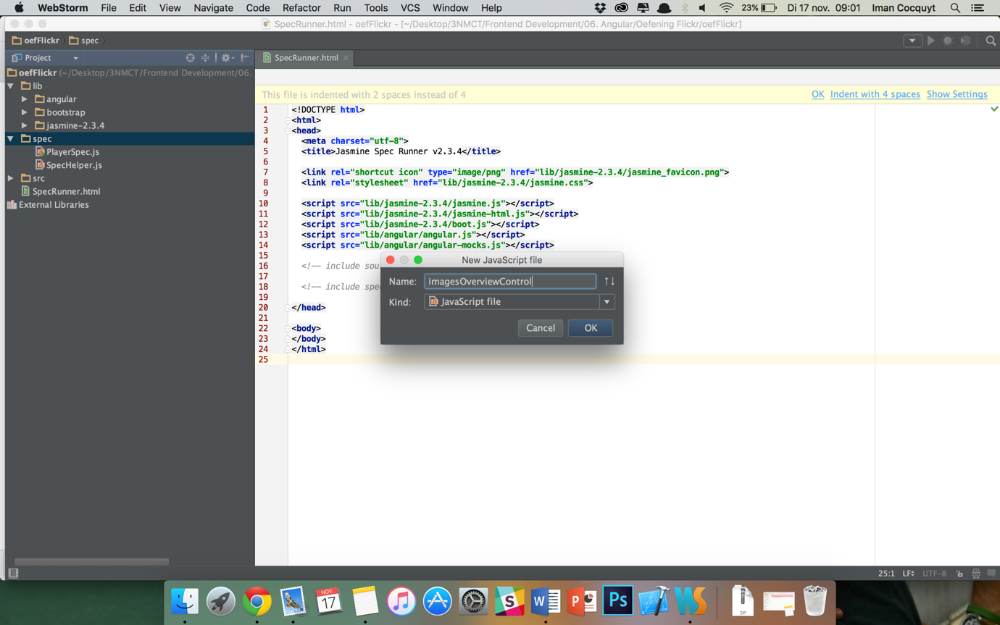 WebStorm File Edit View Navigate Code Refactor Run Tools VCS Window Help 23% Di 17 nov. 09:01 Iman Cocquyt
SpecRunner.html - oefFlickr - [~/Desktop/3NMCT/Frontend Development/06. Angular/Oefening Flickr/oefFlickr]
oefFlickr spec
Project
SpecRunner.html
oefFlickr (~/Desktop/3NMCT/Frontend Development/06.
lib
angular
bootstrap
jasmine-2.3.4
spec
PlayerSpec.js
SpecHelper.js
src
SpecRunner.html
External Libraries
This file is indented with 2 spaces instead of 4 OK Indent with 4 spaces Show Settings
1 <!DOCTYPE html>
2 <html>
3 <head>
4 <meta charset="utf-8">
5 <title>Jasmine Spec Runner v2.3.4</title>
6
7 <link rel="shortcut icon" type="image/png" href="lib/jasmine-2.3.4/jasmine_favicon.png">
8 <link rel="stylesheet" href="lib/jasmine-2.3.4/jasmine.css">
9
10 <script src="lib/jasmine-2.3.4/jasmine.js"></script>
11 <script src="lib/jasmine-2.3.4/jasmine-html.js"></script>
12 <script src="lib/jasmine-2.3.4/boot.js"></script>
13 <script src="lib/angular/angular.js"></script>
14 <script src="lib/angular/angular-mocks.js"></script>
15
16 <!-- include sou
17
18 <!-- include spe
19
20 </head>
21
22 <body>
23 </body>
24 </html>
25
New JavaScript file
Name: imagesOverviewControl
Kind: JavaScript file
Cancel OK
25:1 LF UTF-8
NOV.
17
S
W
P
Ps
WS
ZIP